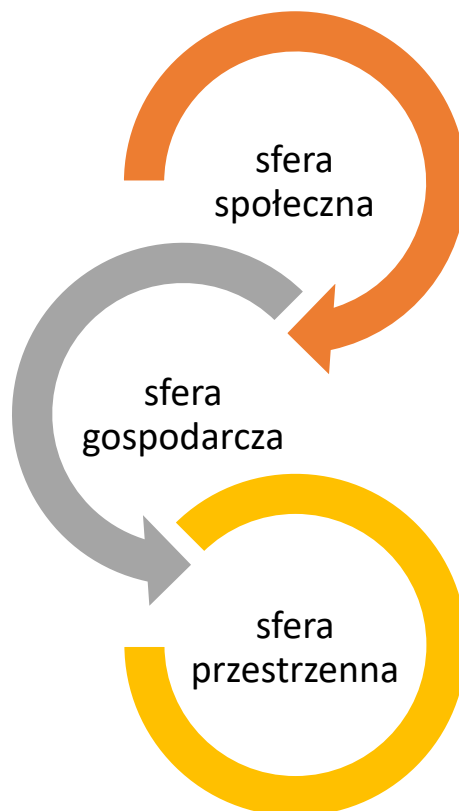 sfera
społeczna
sfera
gospodarcza
sfera
przestrzenna